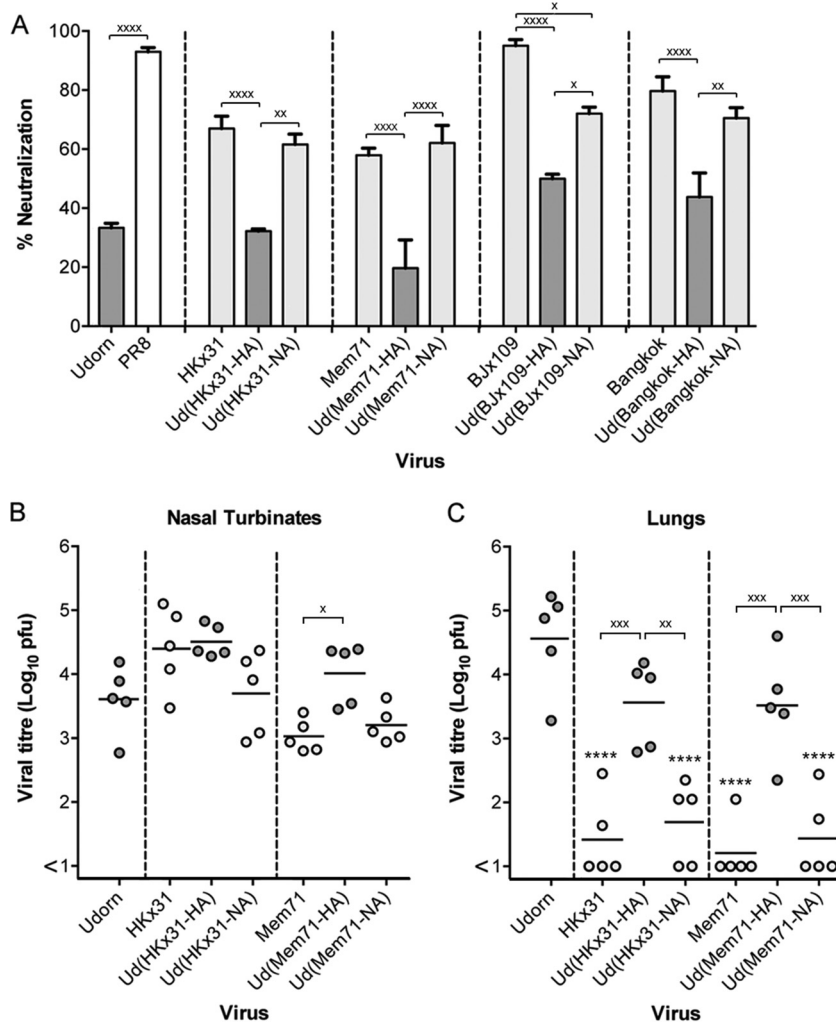 A
xxxx
xxxx
xx
xxxx
xxxx
x
xxxx
x
xxxx
xx
% Neutralization
100
80
60
40
20
0
Udorn
PR8
HKx31
Ud(HKx31-HA)
Ud(HKx31-NA)
Mem71
Ud(Mem71-HA)
Ud(Mem71-NA)
BJx109
Ud(BJx109-HA)
Ud(BJx109-NA)
Bangkok
Ud(Bangkok-HA)
Ud(Bangkok-NA)
Virus
B
Nasal Turbinates
Viral titre (Log10 pfu)
6
5
4
3
2
<1
x
Udorn
HKx31
Ud(HKx31-HA)
Ud(HKx31-NA)
Mem71
Ud(Mem71-HA)
Ud(Mem71-NA)
Virus
C
Lungs
Viral titre (Log10 pfu)
6
5
4
3
2
<1
xxx
xx
xxx
xxx
****
****
****
****
Udorn
HKx31
Ud(HKx31-HA)
Ud(HKx31-NA)
Mem71
Ud(Mem71-HA)
Ud(Mem71-NA)
Virus